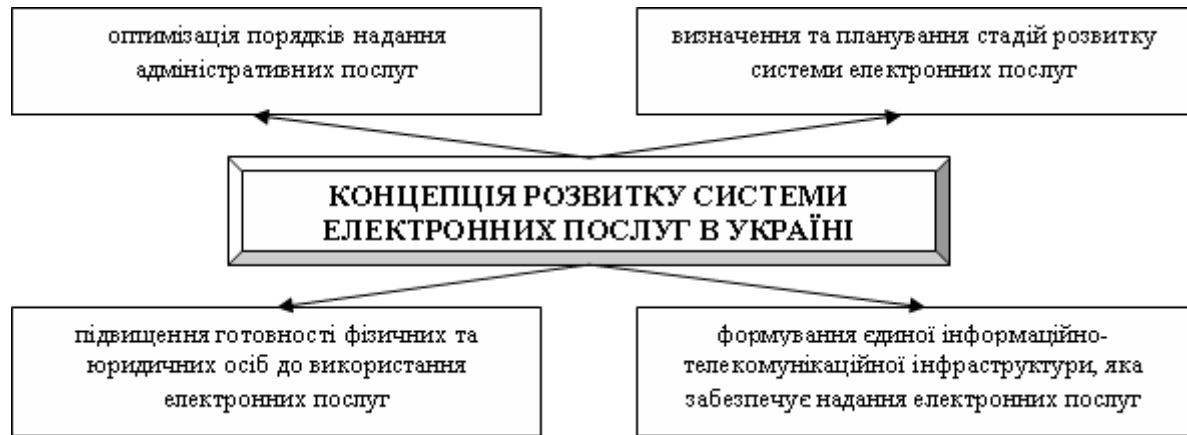 оптимізація порядків надання
адміністративних послуг
визначення та планування стадій розвитку
системи електронних послуг
КОНЦЕПЦІЯ РОЗВИТКУ СИСТЕМИ
ЕЛЕКТРОННИХ ПОСЛУГ В УКРАЇНІ
підвищення готовності фізичних та
юридичних осіб до використання
електронних послуг
формування єдиної інформаційно-
телекомунікаційної інфраструктури, яка
забезпечує надання електронних послуг